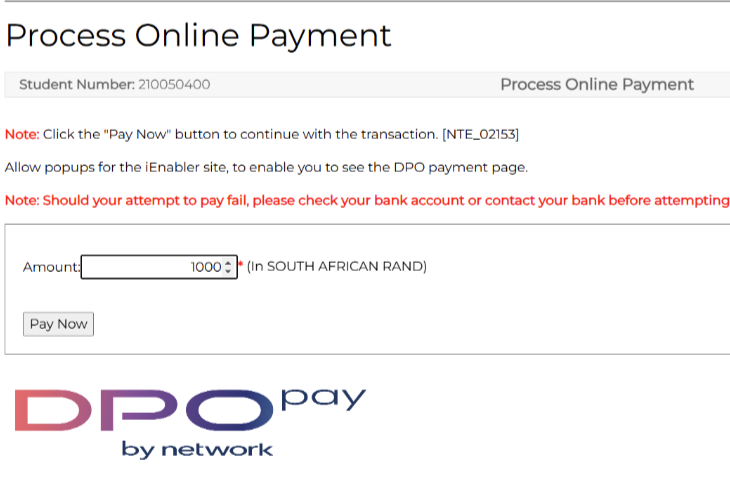 Process Online Payment
Student Number: 210050400 Process Online Payment
Note: Click the "Pay Now" button to continue with the transaction. [NTE_02153]
Allow popups for the iEnabler site, to enable you to see the DPO payment page.
Note: Should your attempt to pay fail, please check your bank account or contact your bank before attempting
Amount: 1000 * (In SOUTH AFRICAN RAND)
Pay Now
DPO pay
by network